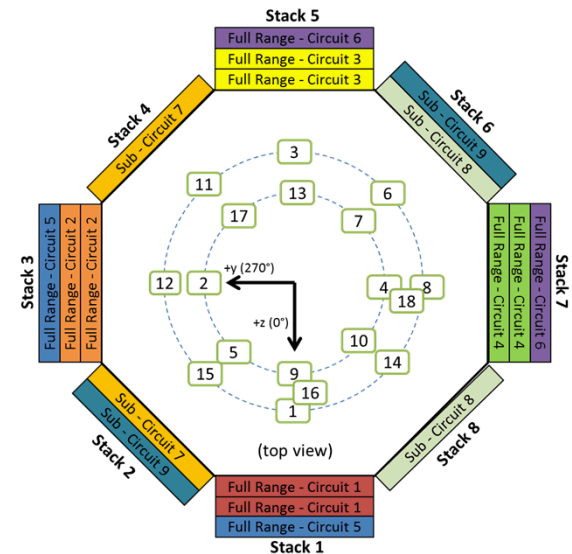 Stack 5
Full Range - Circuit 6
Full Range - Circuit 3
Full Range - Circuit 3
Stack 4
Sub - Circuit 7
Stack 6
Sub - Circuit 9
Sub - Circuit 8
3
11
13
6
17
7
Stack 3
Full Range - Circuit 5
Full Range - Circuit 2
Full Range - Circuit 2
12
2
+y (270°)
4
8
18
Full Range - Circuit 4
Full Range - Circuit 4
Full Range - Circuit 6
Stack 7
+z (0°)
5
10
15
9
14
16
1
Sub - Circuit 7
Sub - Circuit 9
Stack 2
(top view)
Sub - Circuit 8
Stack 8
Full Range - Circuit 1
Full Range - Circuit 1
Full Range - Circuit 5
Stack 1